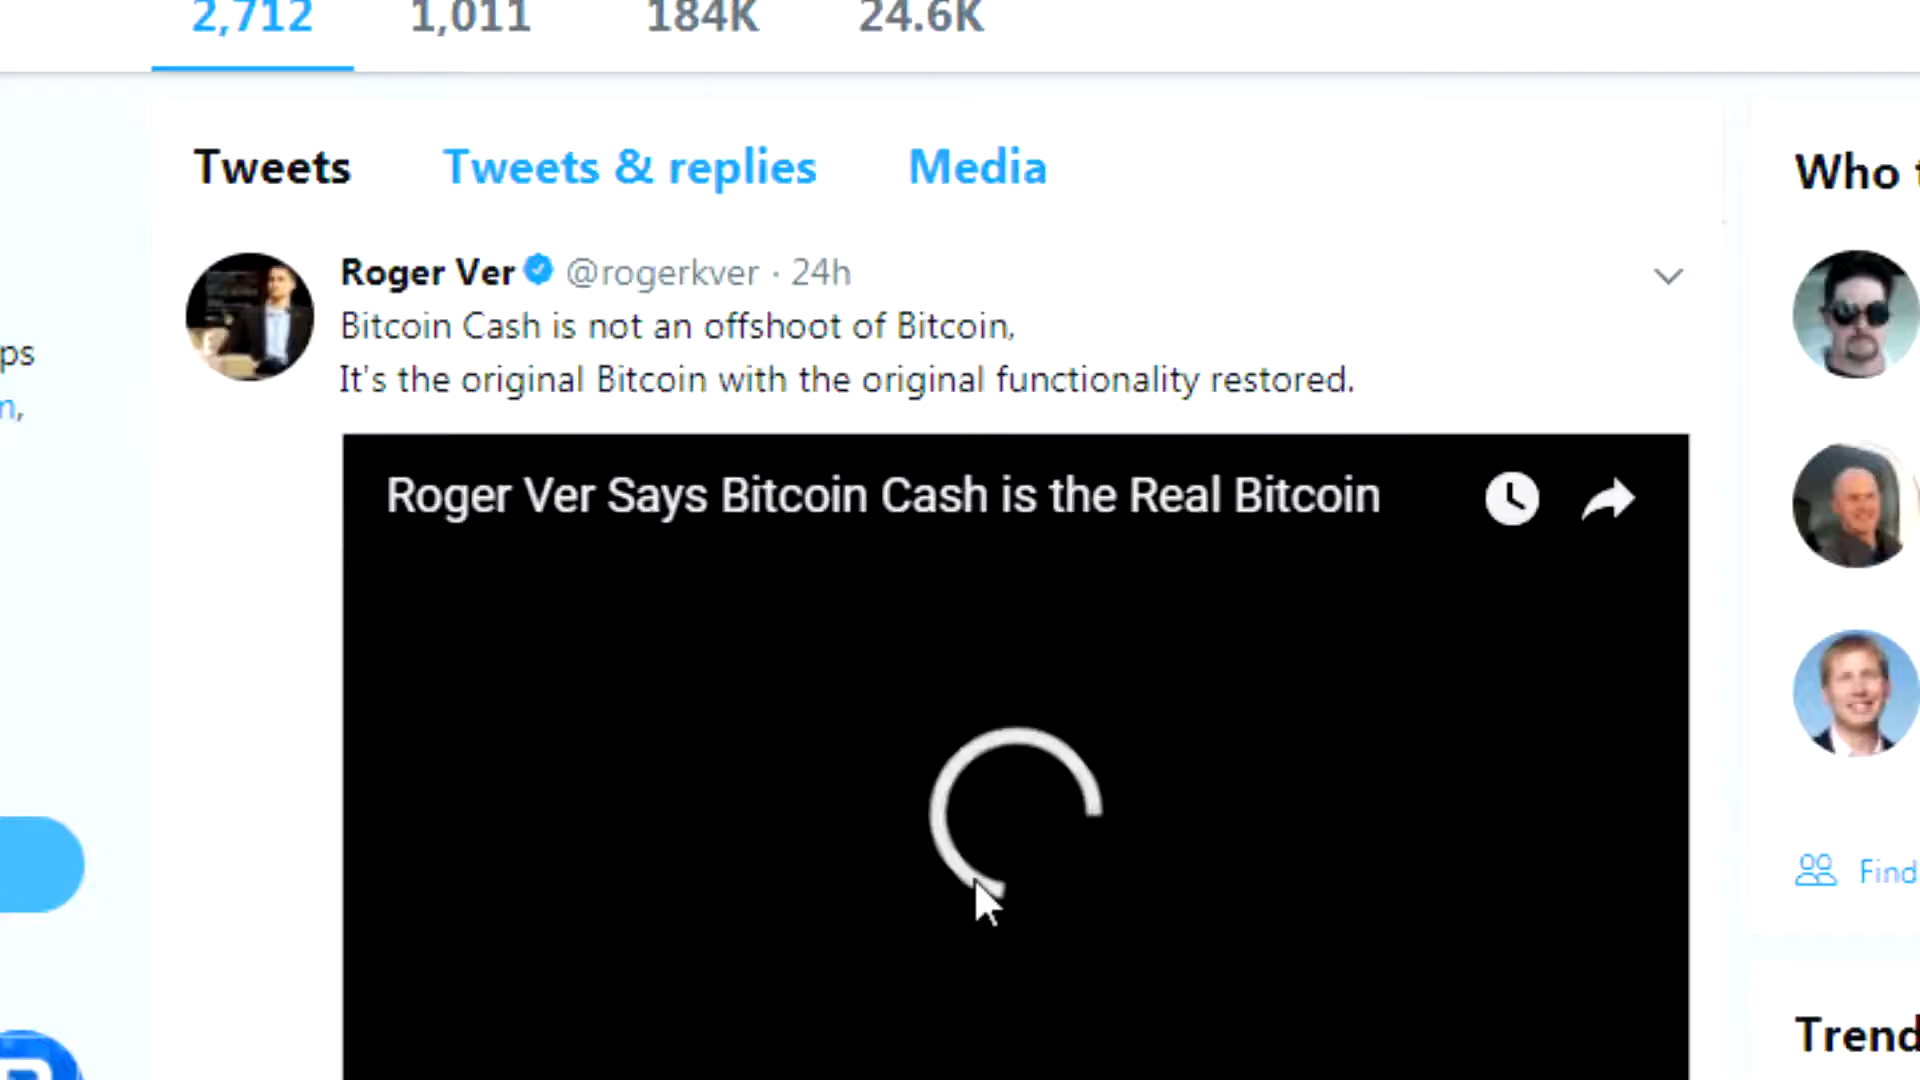 2,712 1,011 184K 24.6K
Tweets Tweets & replies Media
Who
Roger Ver @rogerkver · 24h
Bitcoin Cash is not an offshoot of Bitcoin,
It's the original Bitcoin with the original functionality restored.
ps
n,
Roger Ver Says Bitcoin Cash is the Real Bitcoin
Find
Trend